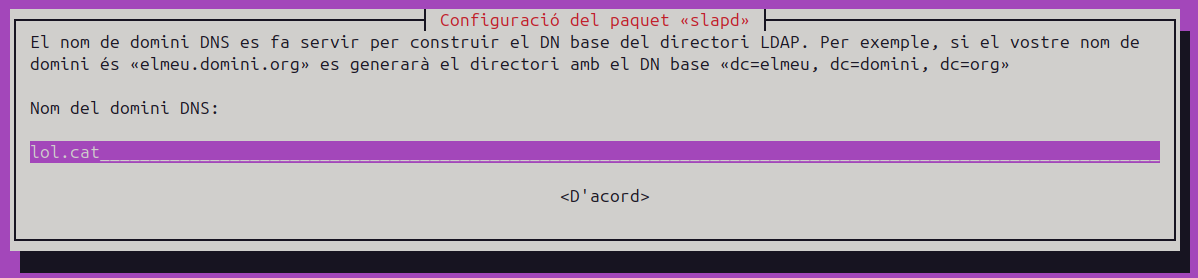 Configuració del paquet «slapd»
El nom de domini DNS es fa servir per construir el DN base del directori LDAP. Per exemple, si el vostre nom de
domini és «elmeu.domini.org» es generarà el directori amb el DN base «dc=elmeu, dc=domini, dc=org»
Nom del domini DNS:
lol.cat
<D'acord>